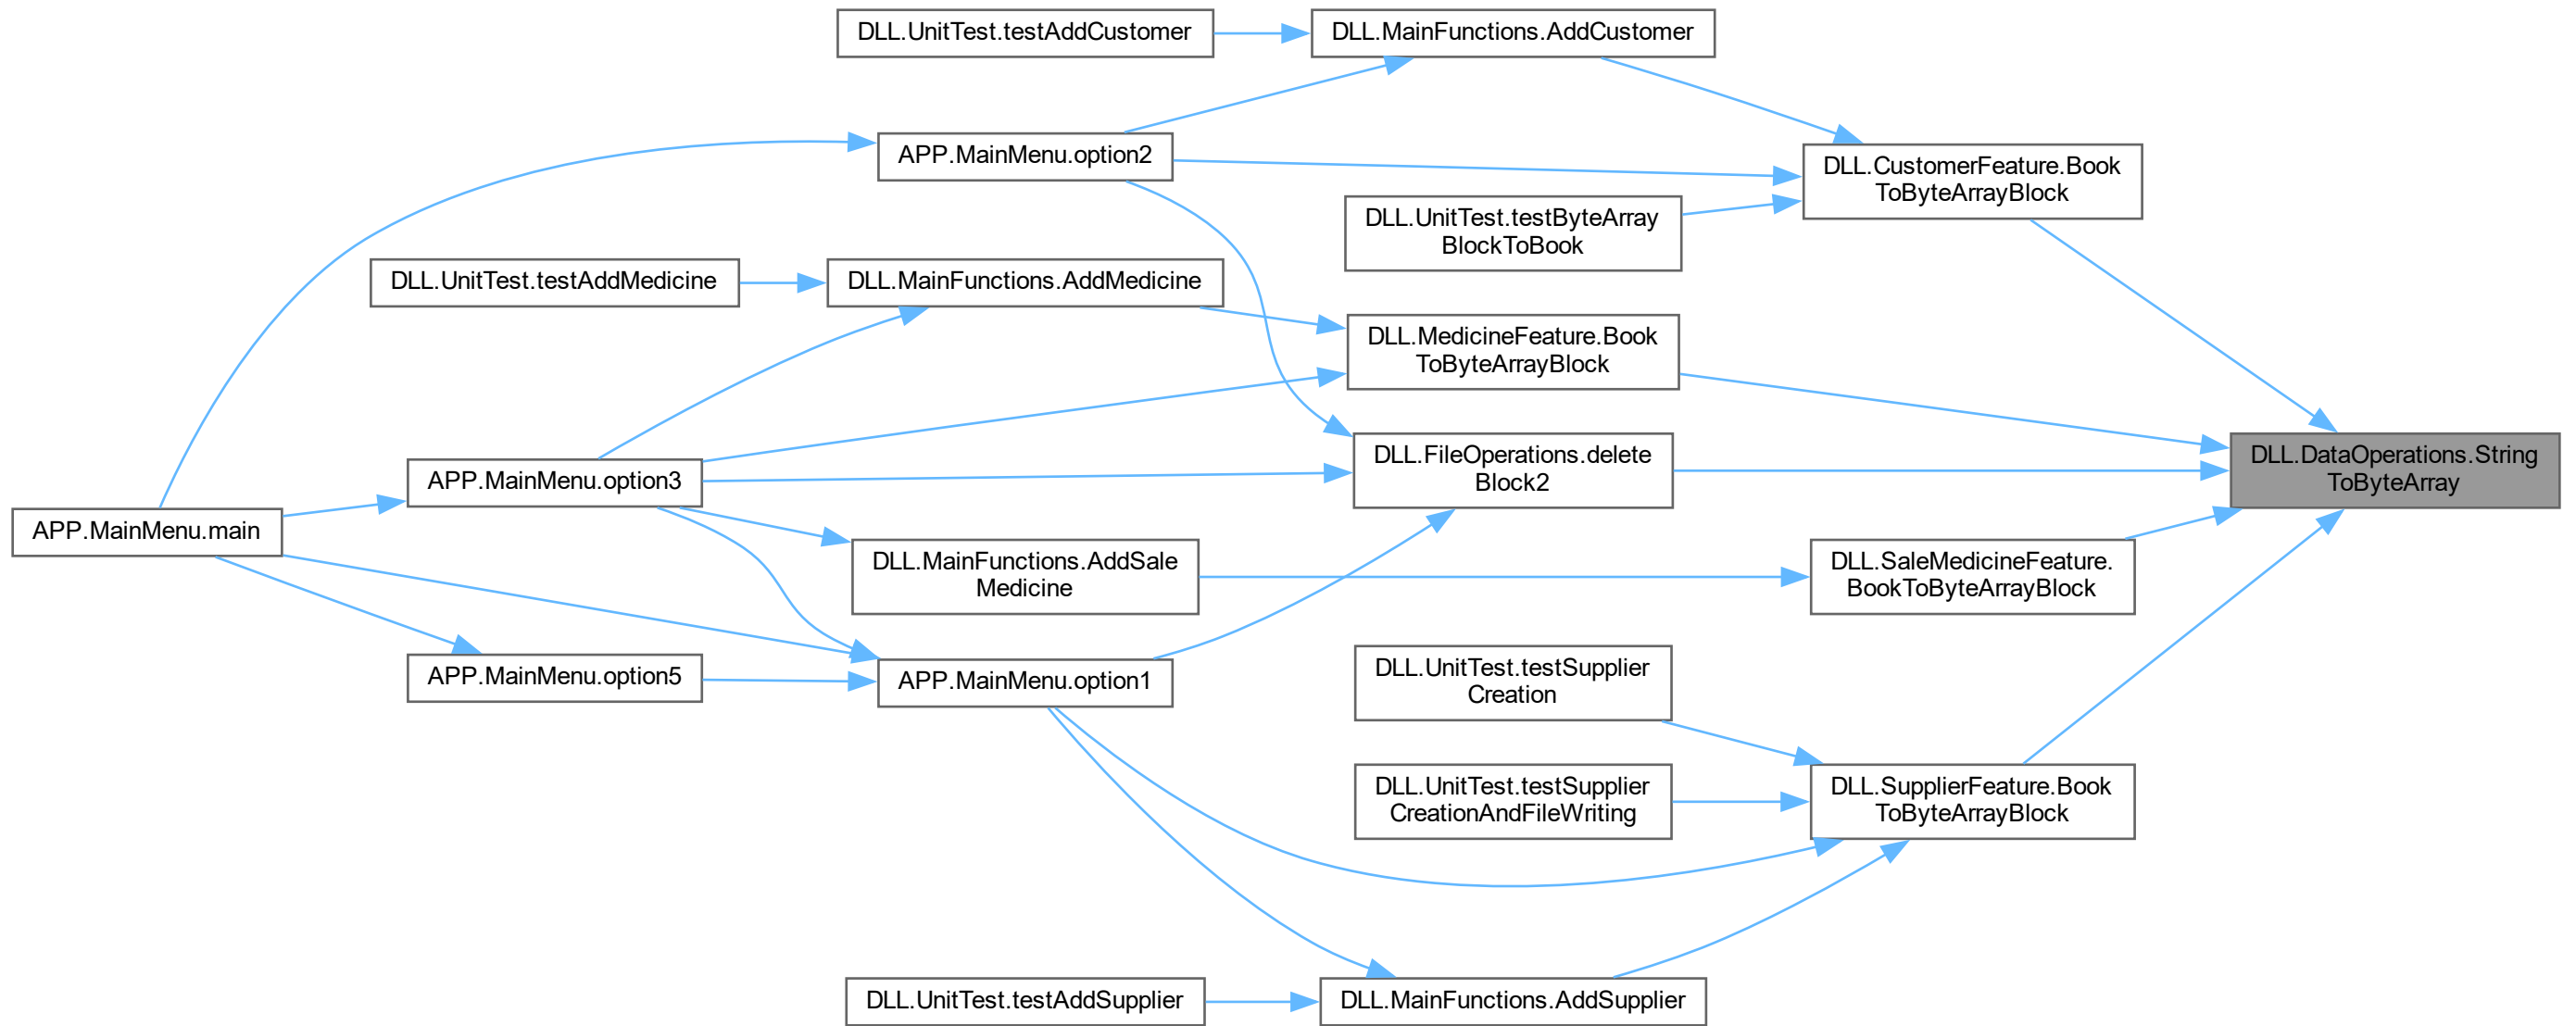 DLL.UnitTest.testAddCustomer
DLL.MainFunctions.AddCustomer
APP.MainMenu.option2
DLL.CustomerFeature.Book
ToByteArrayBlock
DLL.UnitTest.testByteArray
BlockToBook
DLL.UnitTest.testAddMedicine
DLL.MainFunctions.AddMedicine
DLL.MedicineFeature.Book
ToByteArrayBlock
APP.MainMenu.option3
DLL.FileOperations.delete
Block2
DLL.DataOperations.String
ToByteArray
APP.MainMenu.main
DLL.MainFunctions.AddSale
Medicine
DLL.SaleMedicineFeature.
BookToByteArrayBlock
APP.MainMenu.option5
APP.MainMenu.option1
DLL.UnitTest.testSupplier
Creation
DLL.UnitTest.testSupplier
CreationAndFileWriting
DLL.SupplierFeature.Book
ToByteArrayBlock
DLL.UnitTest.testAddSupplier
DLL.MainFunctions.AddSupplier